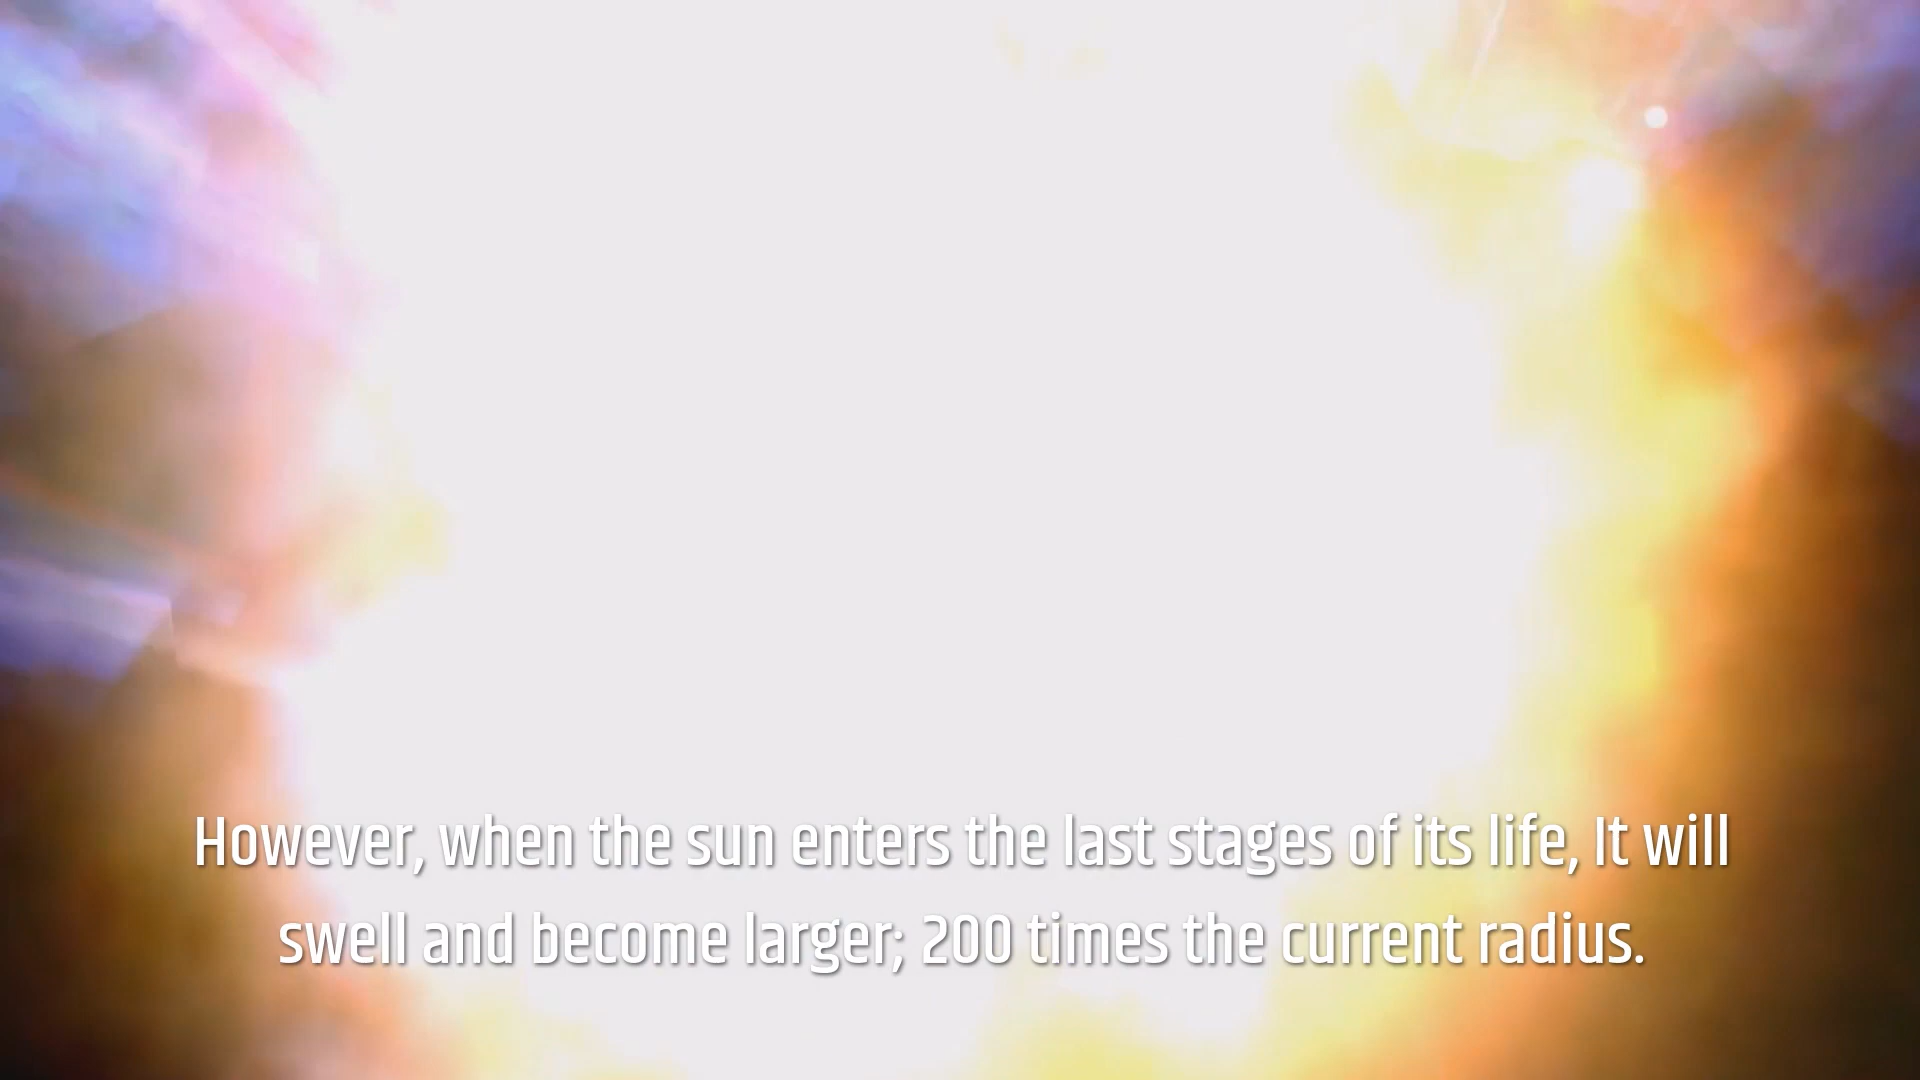 However, when the sun enters the last stages of its life, It will
swell and become larger; 200 times the current radius.